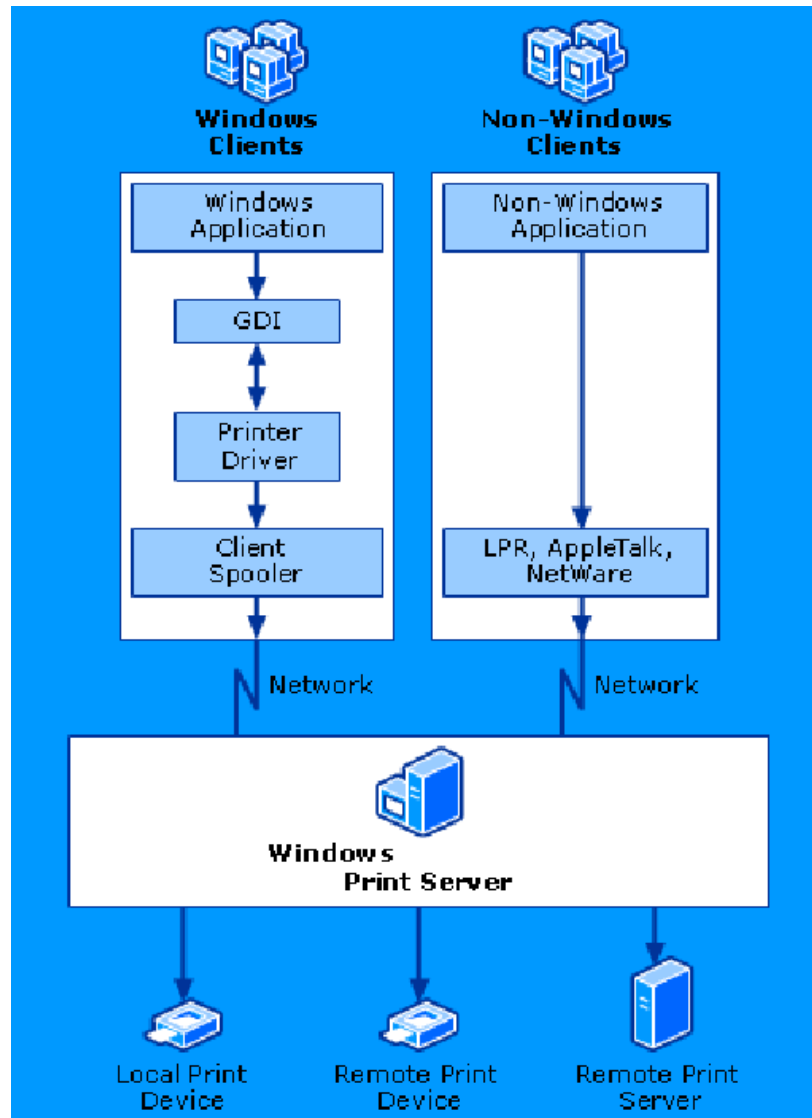 Windows
Clients
Non-Windows
Clients
Windows
Application
GDI
Printer
Driver
Client
Spooler
Non-Windows
Application
LPR, AppleTalk,
NetWare
Network
Network
Windows
Print Server
Local Print
Device
Remote Print
Device
Remote Print
Server